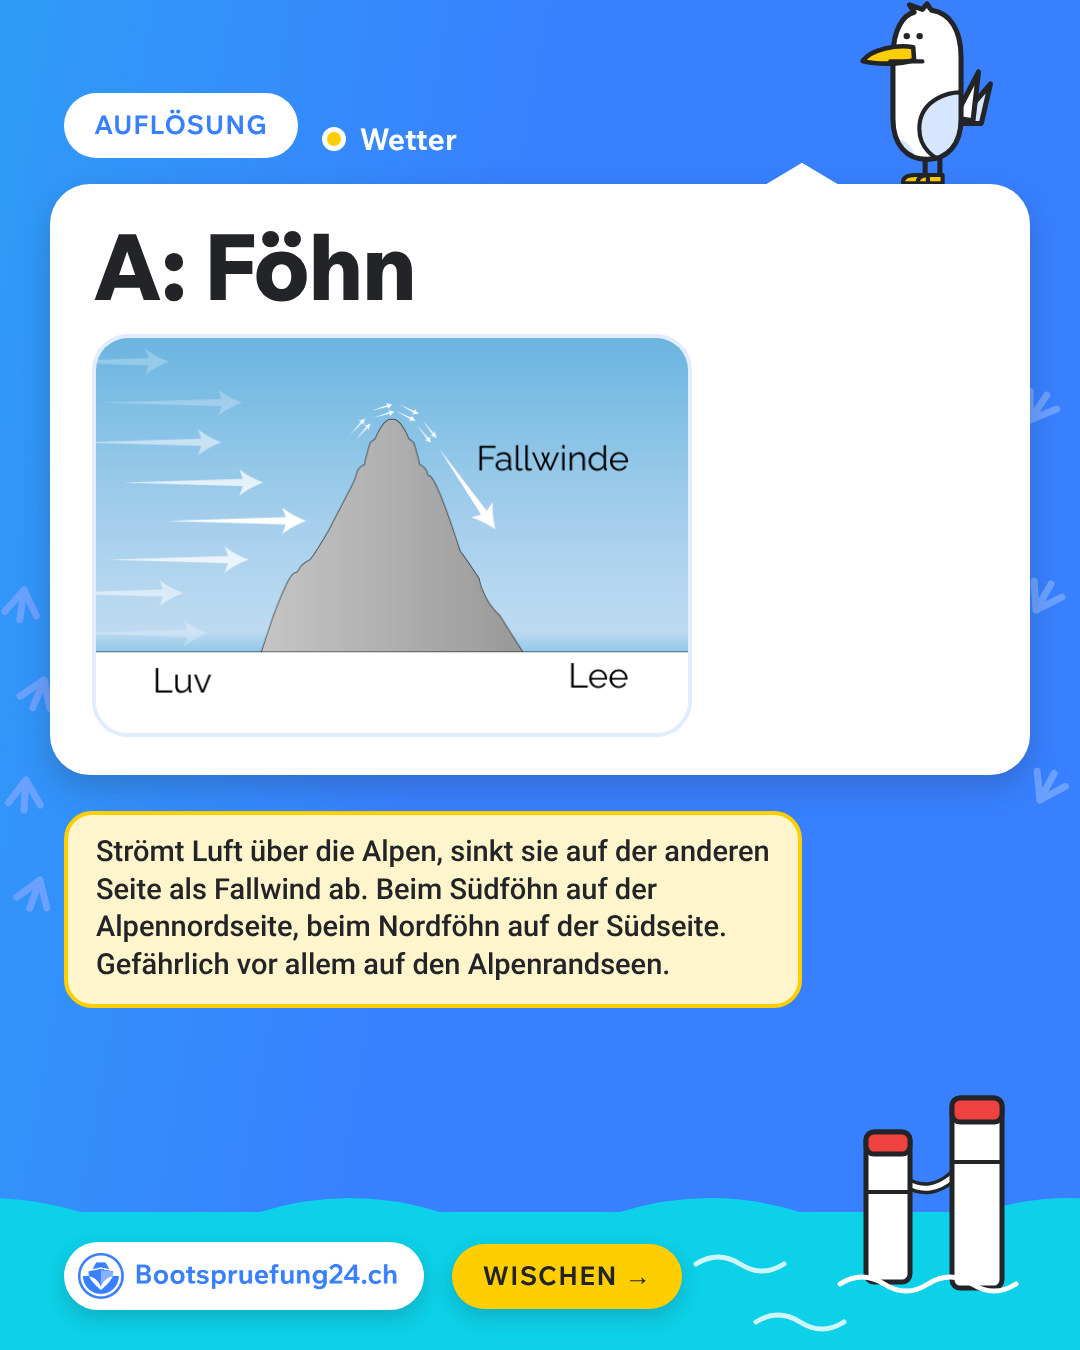 AUFLÖSUNG
Wetter
A: Föhn
Fallwinde
Luv
Lee
Strömt Luft über die Alpen, sinkt sie auf der anderen
Seite als Fallwind ab. Beim Südföhn auf der
Alpennordseite, beim Nordföhn auf der Südseite.
Gefährlich vor allem auf den Alpenrandseen.
Bootspruefung24.ch
WISCHEN →